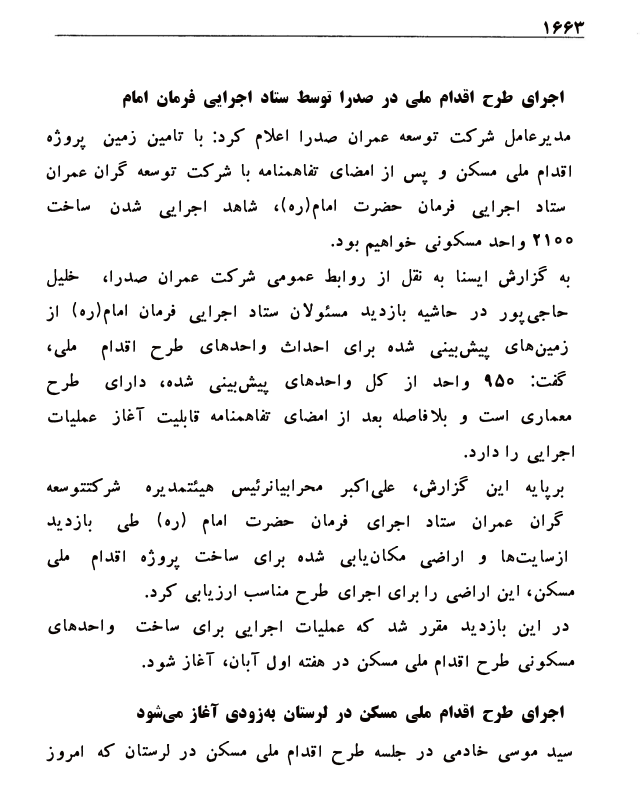 ۱۶۶۳
اجرای طرح اقدام ملی در صدرا توسط ستاد اجرایی فرمان امام
مدیرعامل شرکت توسعه عمران صدرا اعلام کرد: با تامین زمین پروژه
اقدام ملی مسکن و پس از امضای تفاهمنامه با شرکت توسعه گران عمران
ستاد اجرایی فرمان حضرت امام(ره)، شاهد اجرایی شدن ساخت
۲۱۰۰ واحد مسکونی خواهیم بود.
به گزارش ایسنا به نقل از روابط عمومی شرکت عمران صدرا، خلیل
حاجی‌پور در حاشیه بازدید مسئولان ستاد اجرایی فرمان امام(ره) از
زمین‌های پیش‌بینی شده برای احداث واحدهای طرح اقدام ملی،
گفت: ۹۵۰ واحد از کل واحدهای پیش‌بینی شده، دارای طرح
معماری است و بلافاصله بعد از امضای تفاهمنامه قابلیت آغاز عملیات
اجرایی را دارد.
برپایه این گزارش، علی‌اکبر محرابیانرئیس هیئتمدیره شرکتتوسعه
گران عمران ستاد اجرای فرمان حضرت امام (ره) طی بازدید
ازسایت‌ها و اراضی مکان‌یابی شده برای ساخت پروژه اقدام ملی
مسکن، این اراضی را برای اجرای طرح مناسب ارزیابی کرد.
در این بازدید مقرر شد که عملیات اجرایی برای ساخت واحدهای
مسکونی طرح اقدام ملی مسکن در هفته اول آبان، آغاز شود.
اجرای طرح اقدام ملی مسکن در لرستان به‌زودی آغاز می‌شود
سید موسی خادمی در جلسه طرح اقدام ملی مسکن در لرستان که امروز